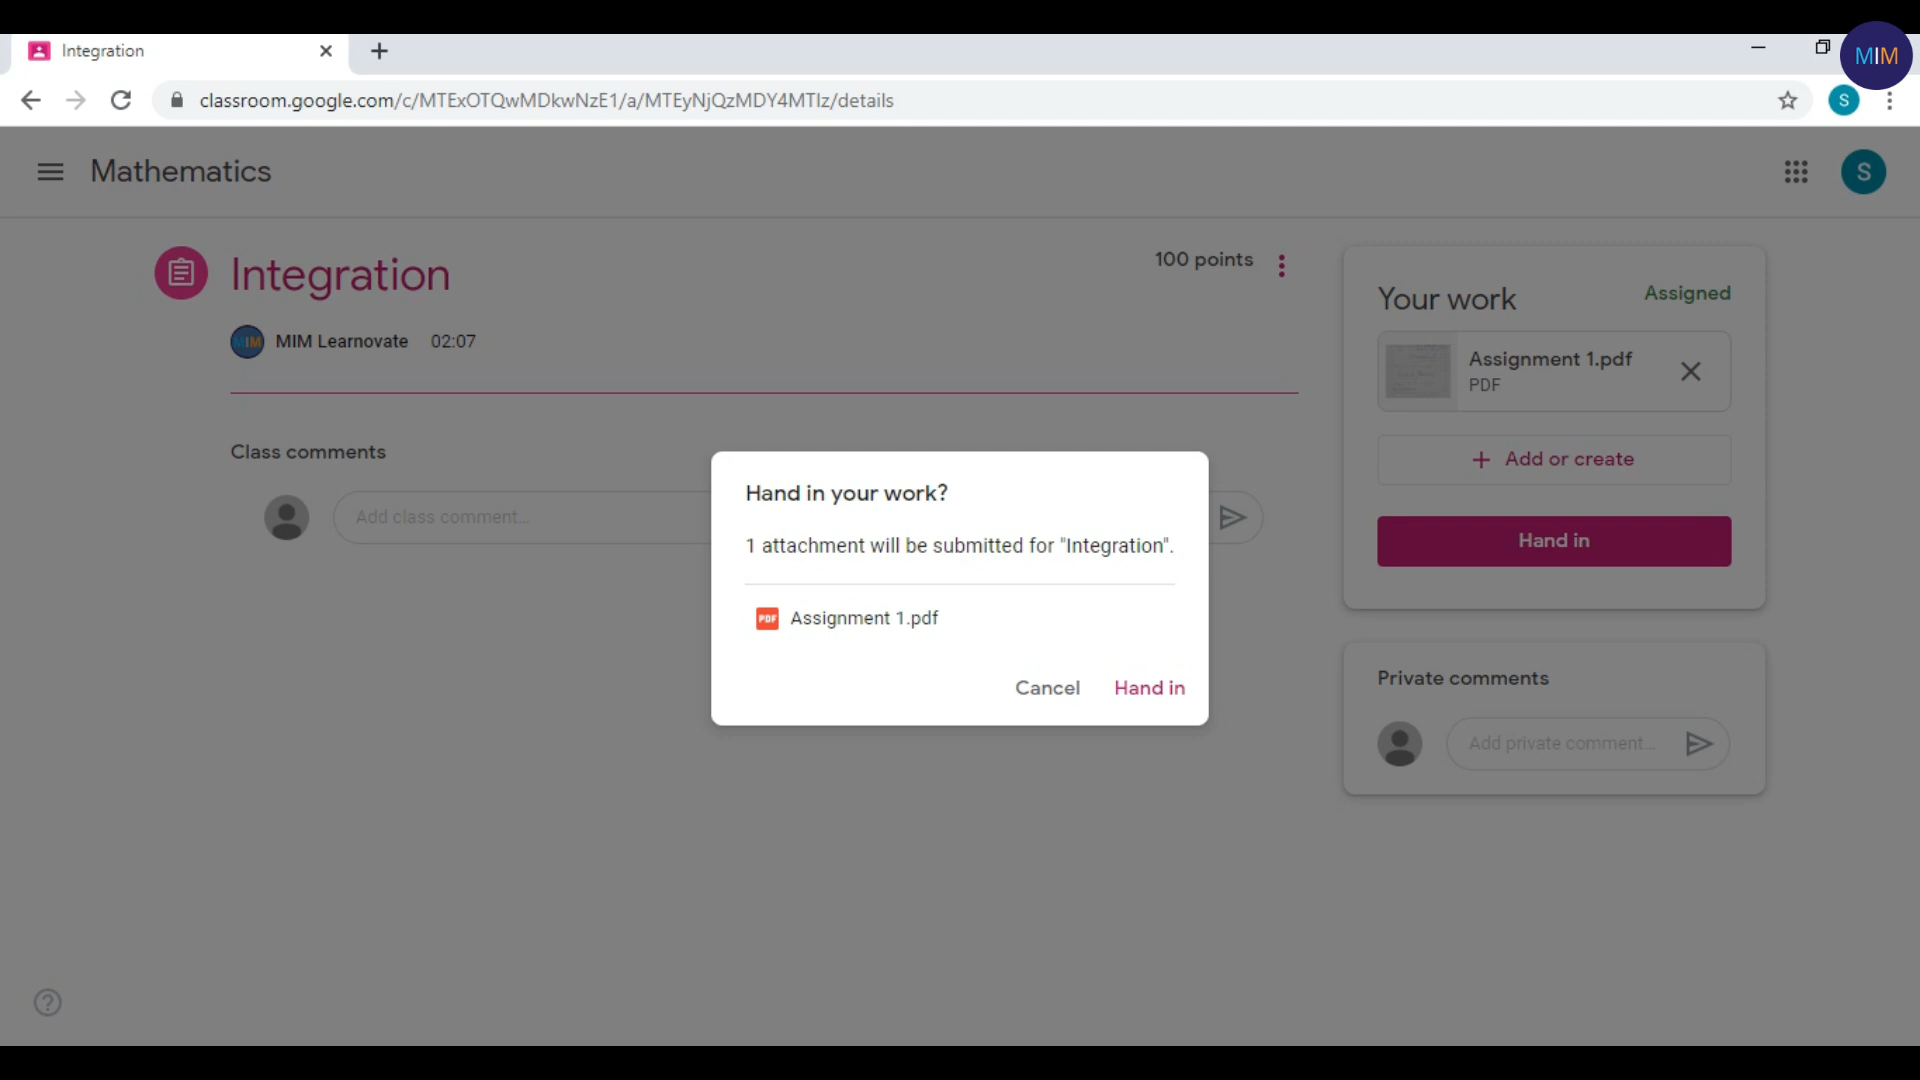 Integration
MIM
classroom.google.com/c/MTExOTQwMDkwNzE1/a/MTEyNjQzMDY4MTIz/details
S
Mathematics
S
Integration
100 points
MIM
MIM Learnovate 02:07
Class comments
Add class comment...
Your work
Assigned
Assignment 1.pdf
PDF
Add or create
Hand in
Hand in your work?
1 attachment will be submitted for "Integration".
PDF Assignment 1.pdf
Cancel Hand in
Private comments
Add private comment...